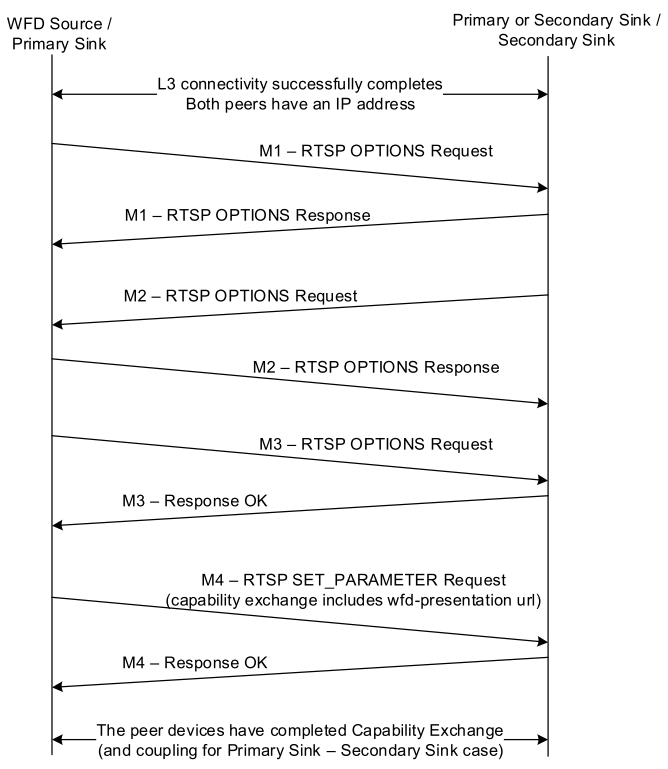 WFD Source /
Primary Sink
Primary or Secondary Sink /
Secondary Sink
L3 connectivity successfully completes
Both peers have an IP address
M1 – RTSP OPTIONS Request
M1 – RTSP OPTIONS Response
M2 – RTSP OPTIONS Request
M2 – RTSP OPTIONS Response
M3 – RTSP OPTIONS Request
M3 – Response OK
M4 – RTSP SET_PARAMETER Request
(capability exchange includes wfd-presentation url)
M4 – Response OK
The peer devices have completed Capability Exchange
(and coupling for Primary Sink – Secondary Sink case)